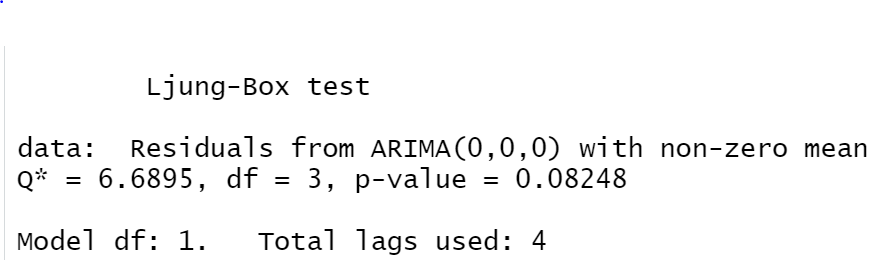 Ljung-Box test
data:  Residuals from ARIMA(0,0,0) with non-zero mean
Q* = 6.6895, df = 3, p-value = 0.08248
Model df: 1.   Total lags used: 4